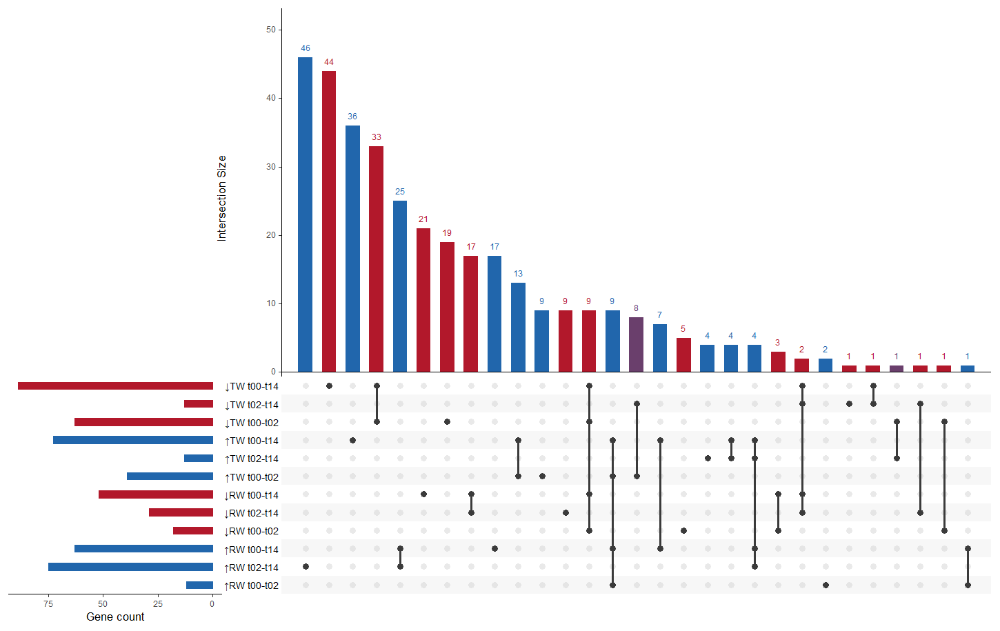 50
40
30
20
10
0
Intersection Size
46
44
36
33
25
21
19
17
17
13
9
9
9
9
8
7
5
4
4
4
3
2
2
1
1
1
1
1
1
↓TW t00-t14
↓TW t02-t14
↓TW t00-t02
↑TW t00-t14
↑TW t02-t14
↑TW t00-t02
↓RW t00-t14
↓RW t02-t14
↓RW t00-t02
↑RW t00-t14
↑RW t02-t14
↑RW t00-t02
75 50 25 0
Gene count